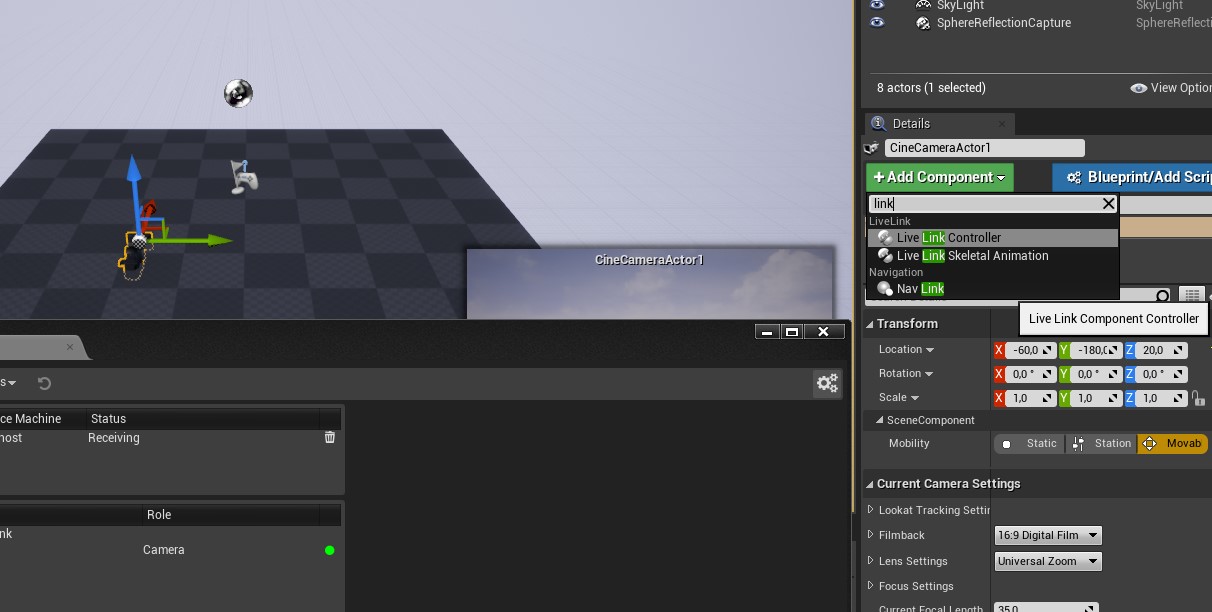 SkyLight SkyLight
SphereReflectionCapture SphereReflecti
8 actors (1 selected) View Option
Details
CineCameraActor1
+Add Component Blueprint/Add Scri
link
LiveLink
Live Link Controller
Live Link Skeletal Animation
Navigation
Nav Link
Live Link Component Controller
CineCameraActor1
Transform
Location X -60,0 Y -180,0 Z 20,0
Rotation X 0,0 ° Y 0,0 ° Z 0,0 °
Scale X 1,0 Y 1,0 Z 1,0
SceneComponent
Mobility Static Station Movab
Current Camera Settings
Lookat Tracking Settin
Filmback 16:9 Digital Film
Lens Settings Universal Zoom
Focus Settings
Current Focal Length 35,0
s
ce Machine Status
host Receiving
Role
nk
Camera